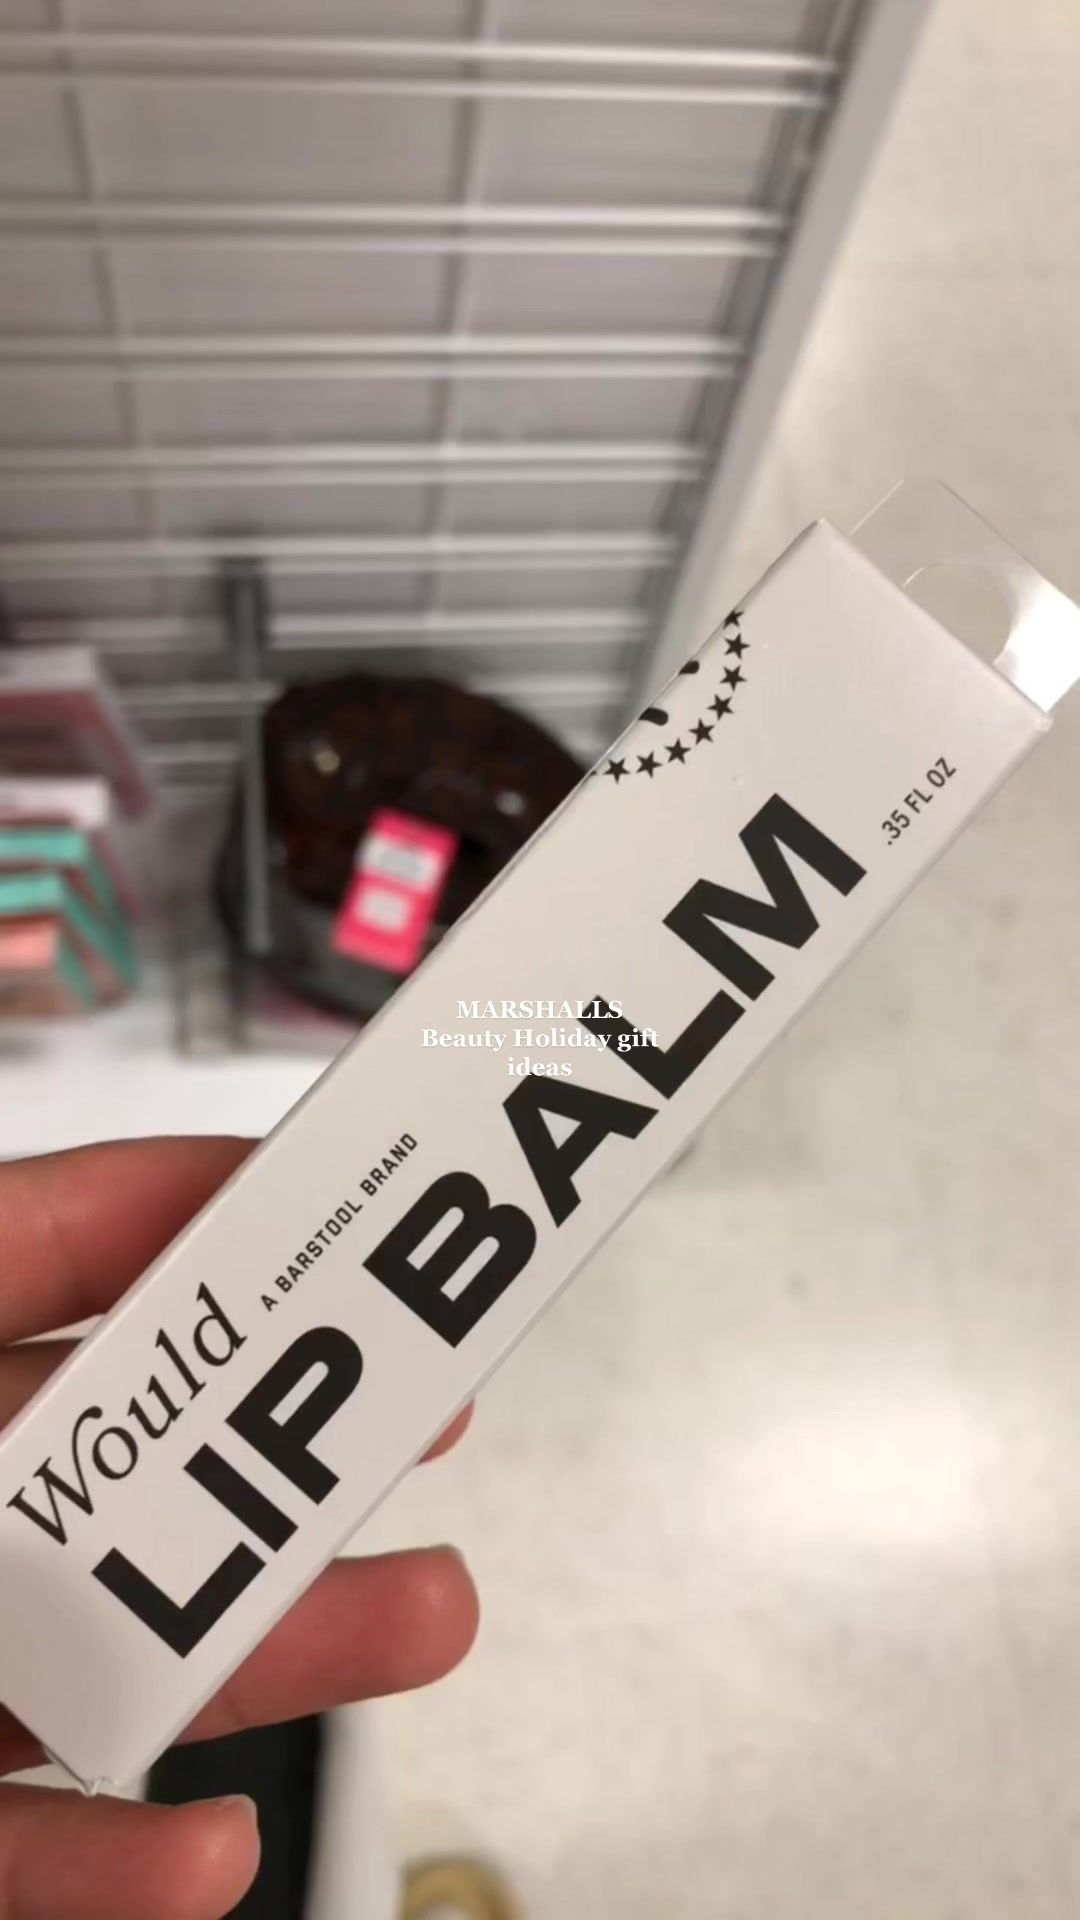 MARSHALLS
Beauty Holiday gift
ideas
Would
A BARSTOOL BRAND
LIP BALM
.35 FL OZ